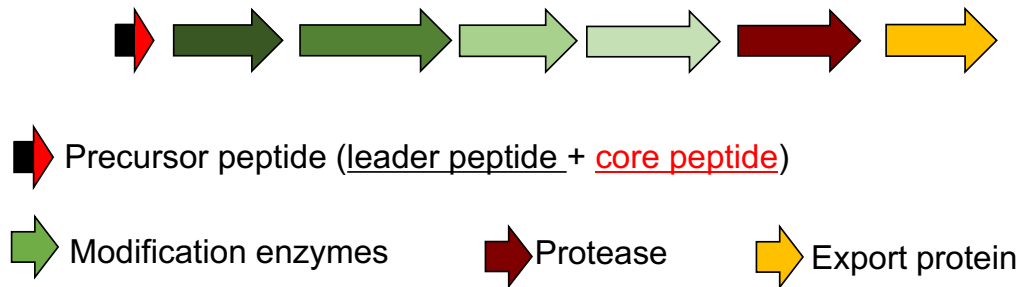 Precursor peptide (leader peptide + core peptide)
Modification enzymes Protease Export protein